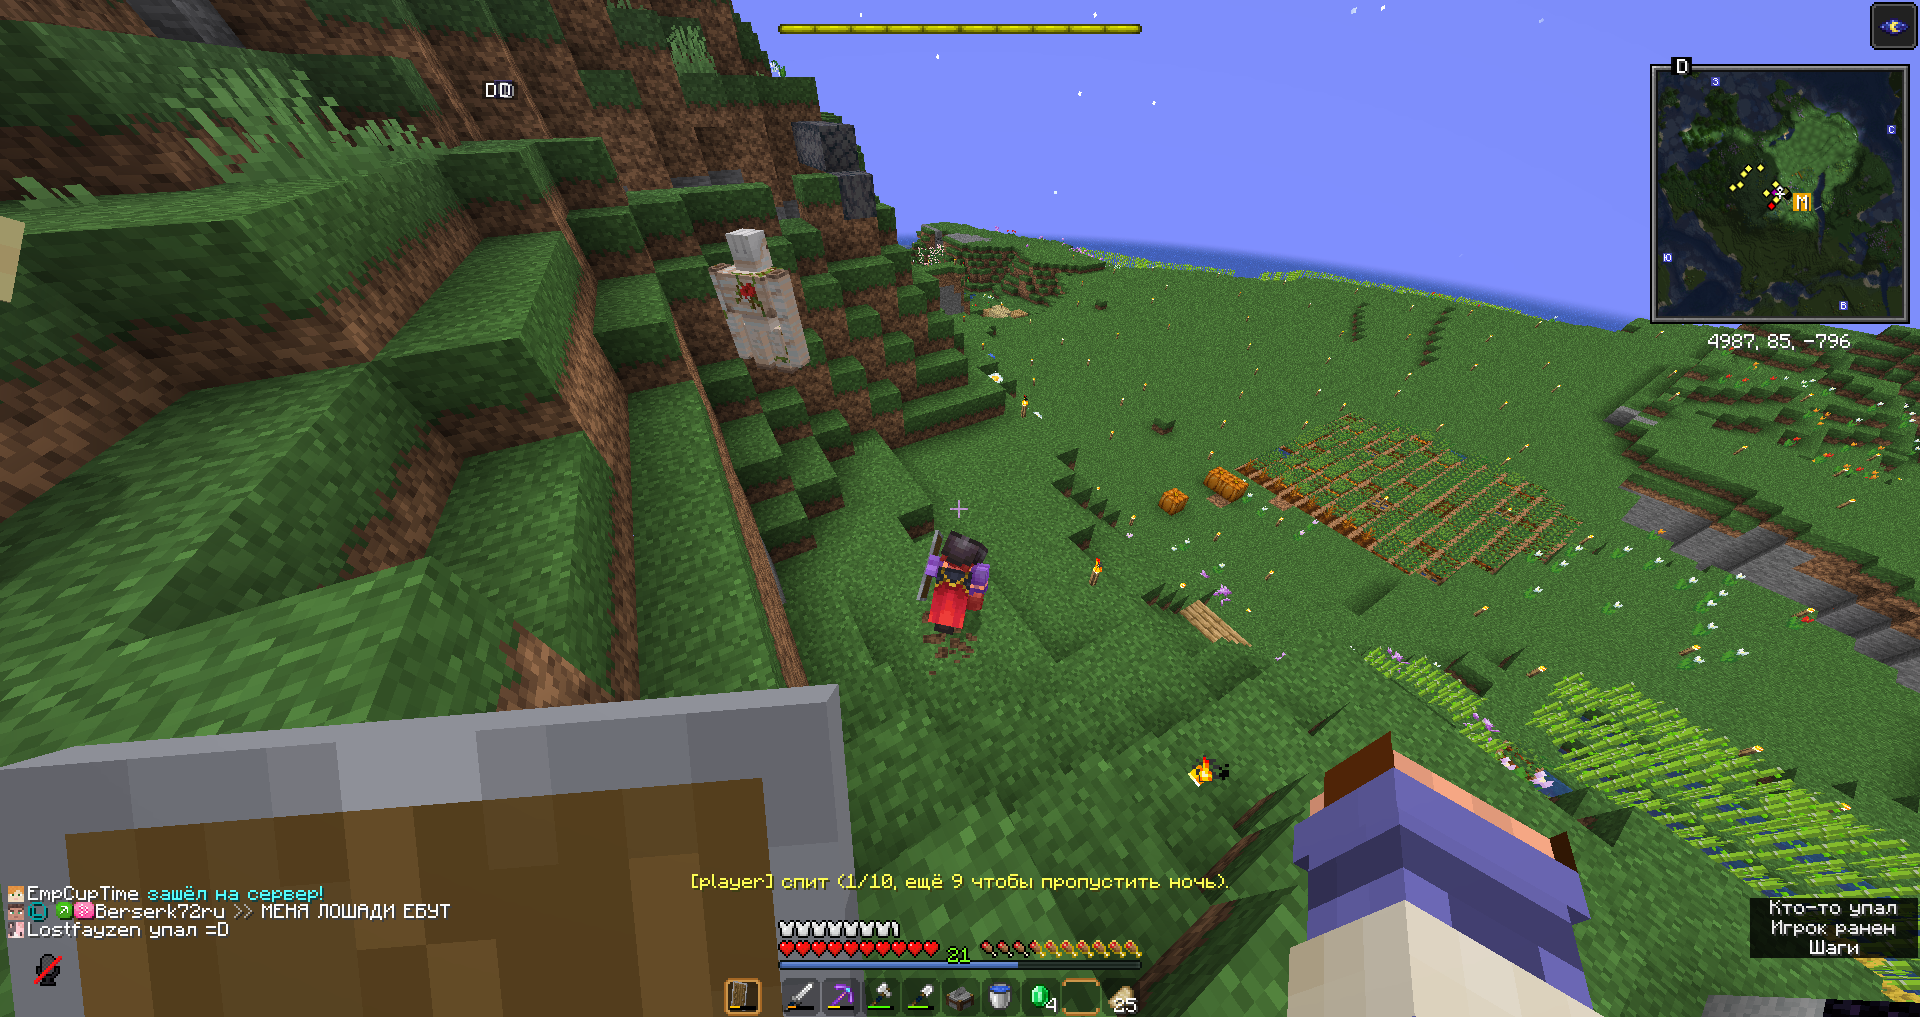 DD
D
З
С
M
Ю
В
4987, 85, -796
[player] спит (1/10, ещё 9 чтобы пропустить ночь).
EmpCupTime зашёл на сервер!
Berserk72ru >> МЕНЯ ЛОШАДИ ЕБУТ
Lostfayzen упал =D
Кто-то упал
Игрок ранен
Шаги
21
4
25